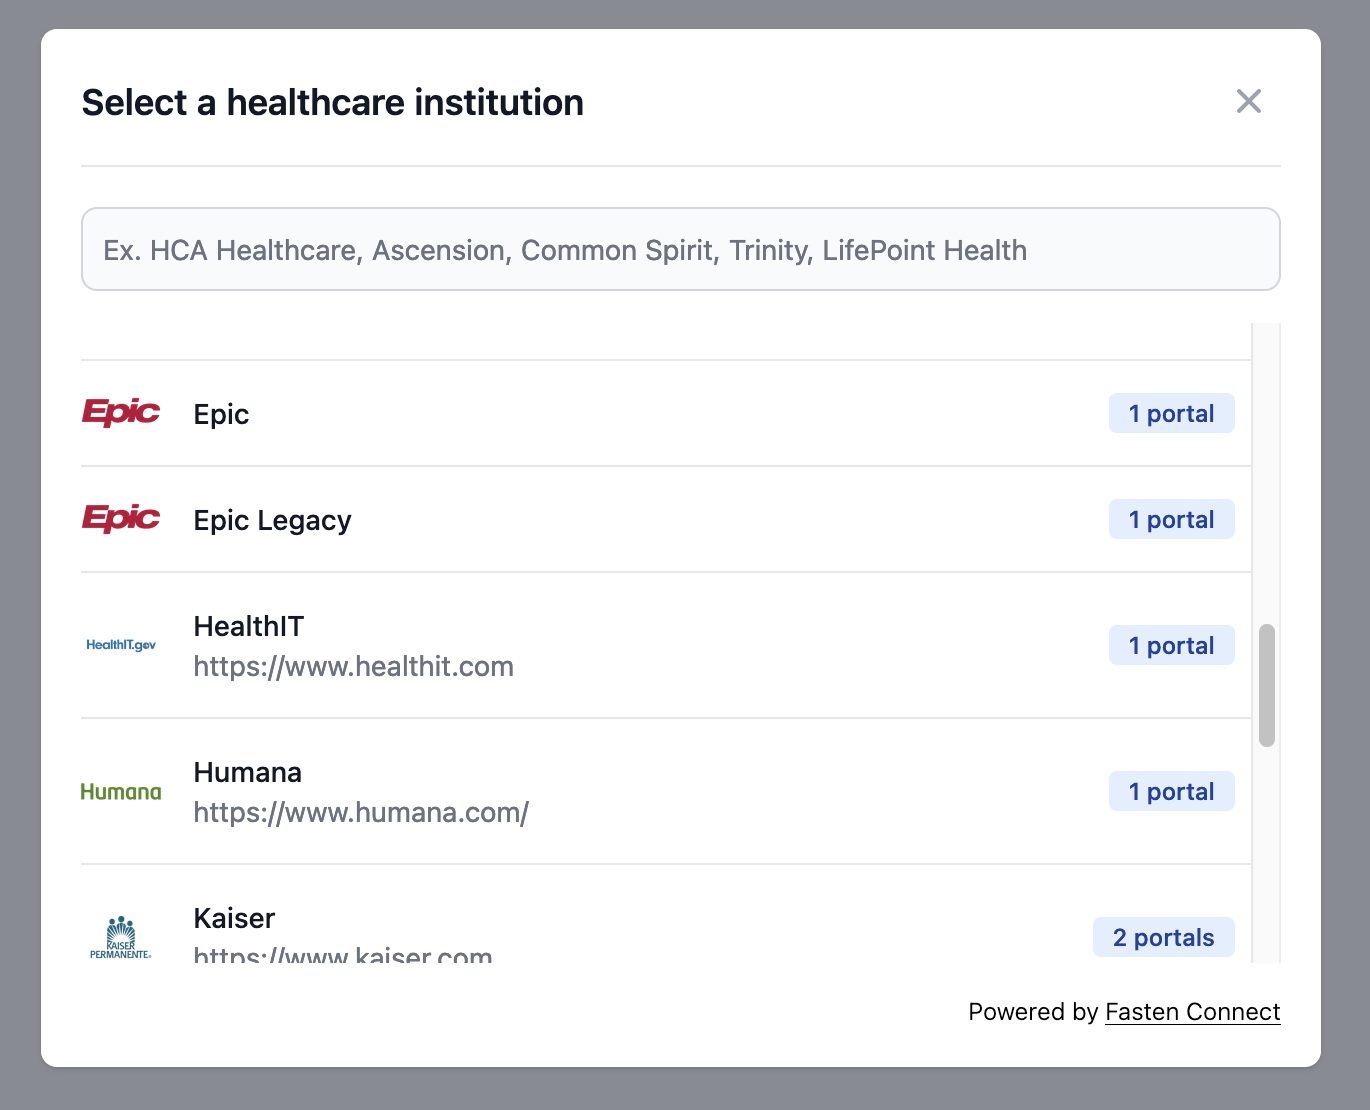 Select a healthcare institution
Ex. HCA Healthcare, Ascension, Common Spirit, Trinity, LifePoint Health
Epic
Epic
1 portal
Epic
Epic Legacy
1 portal
HealthIT.gov
HealthIT
https://www.healthit.com
1 portal
Humana
Humana
https://www.humana.com/
1 portal
KAISER
PERMANENTE®
Kaiser
https://www.kaiser.com
2 portals
Powered by Fasten Connect